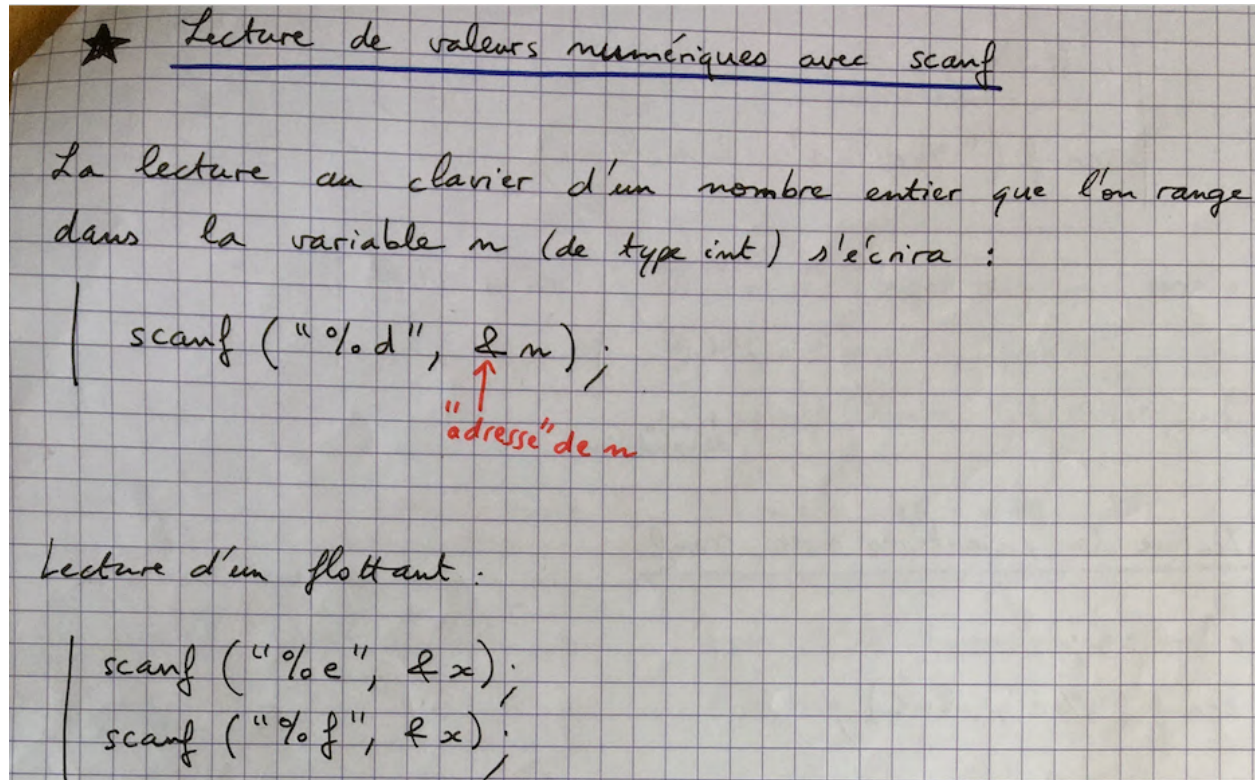 ★ Lecture de valeurs numériques avec scanf
La lecture au clavier d'un nombre entier que l'on range
dans la variable n (de type int) s'écrira :
scanf ("%d", & n);
"adresse" de n
Lecture d'un flottant :
scanf ("%e", & x);
scanf ("%f", & x);